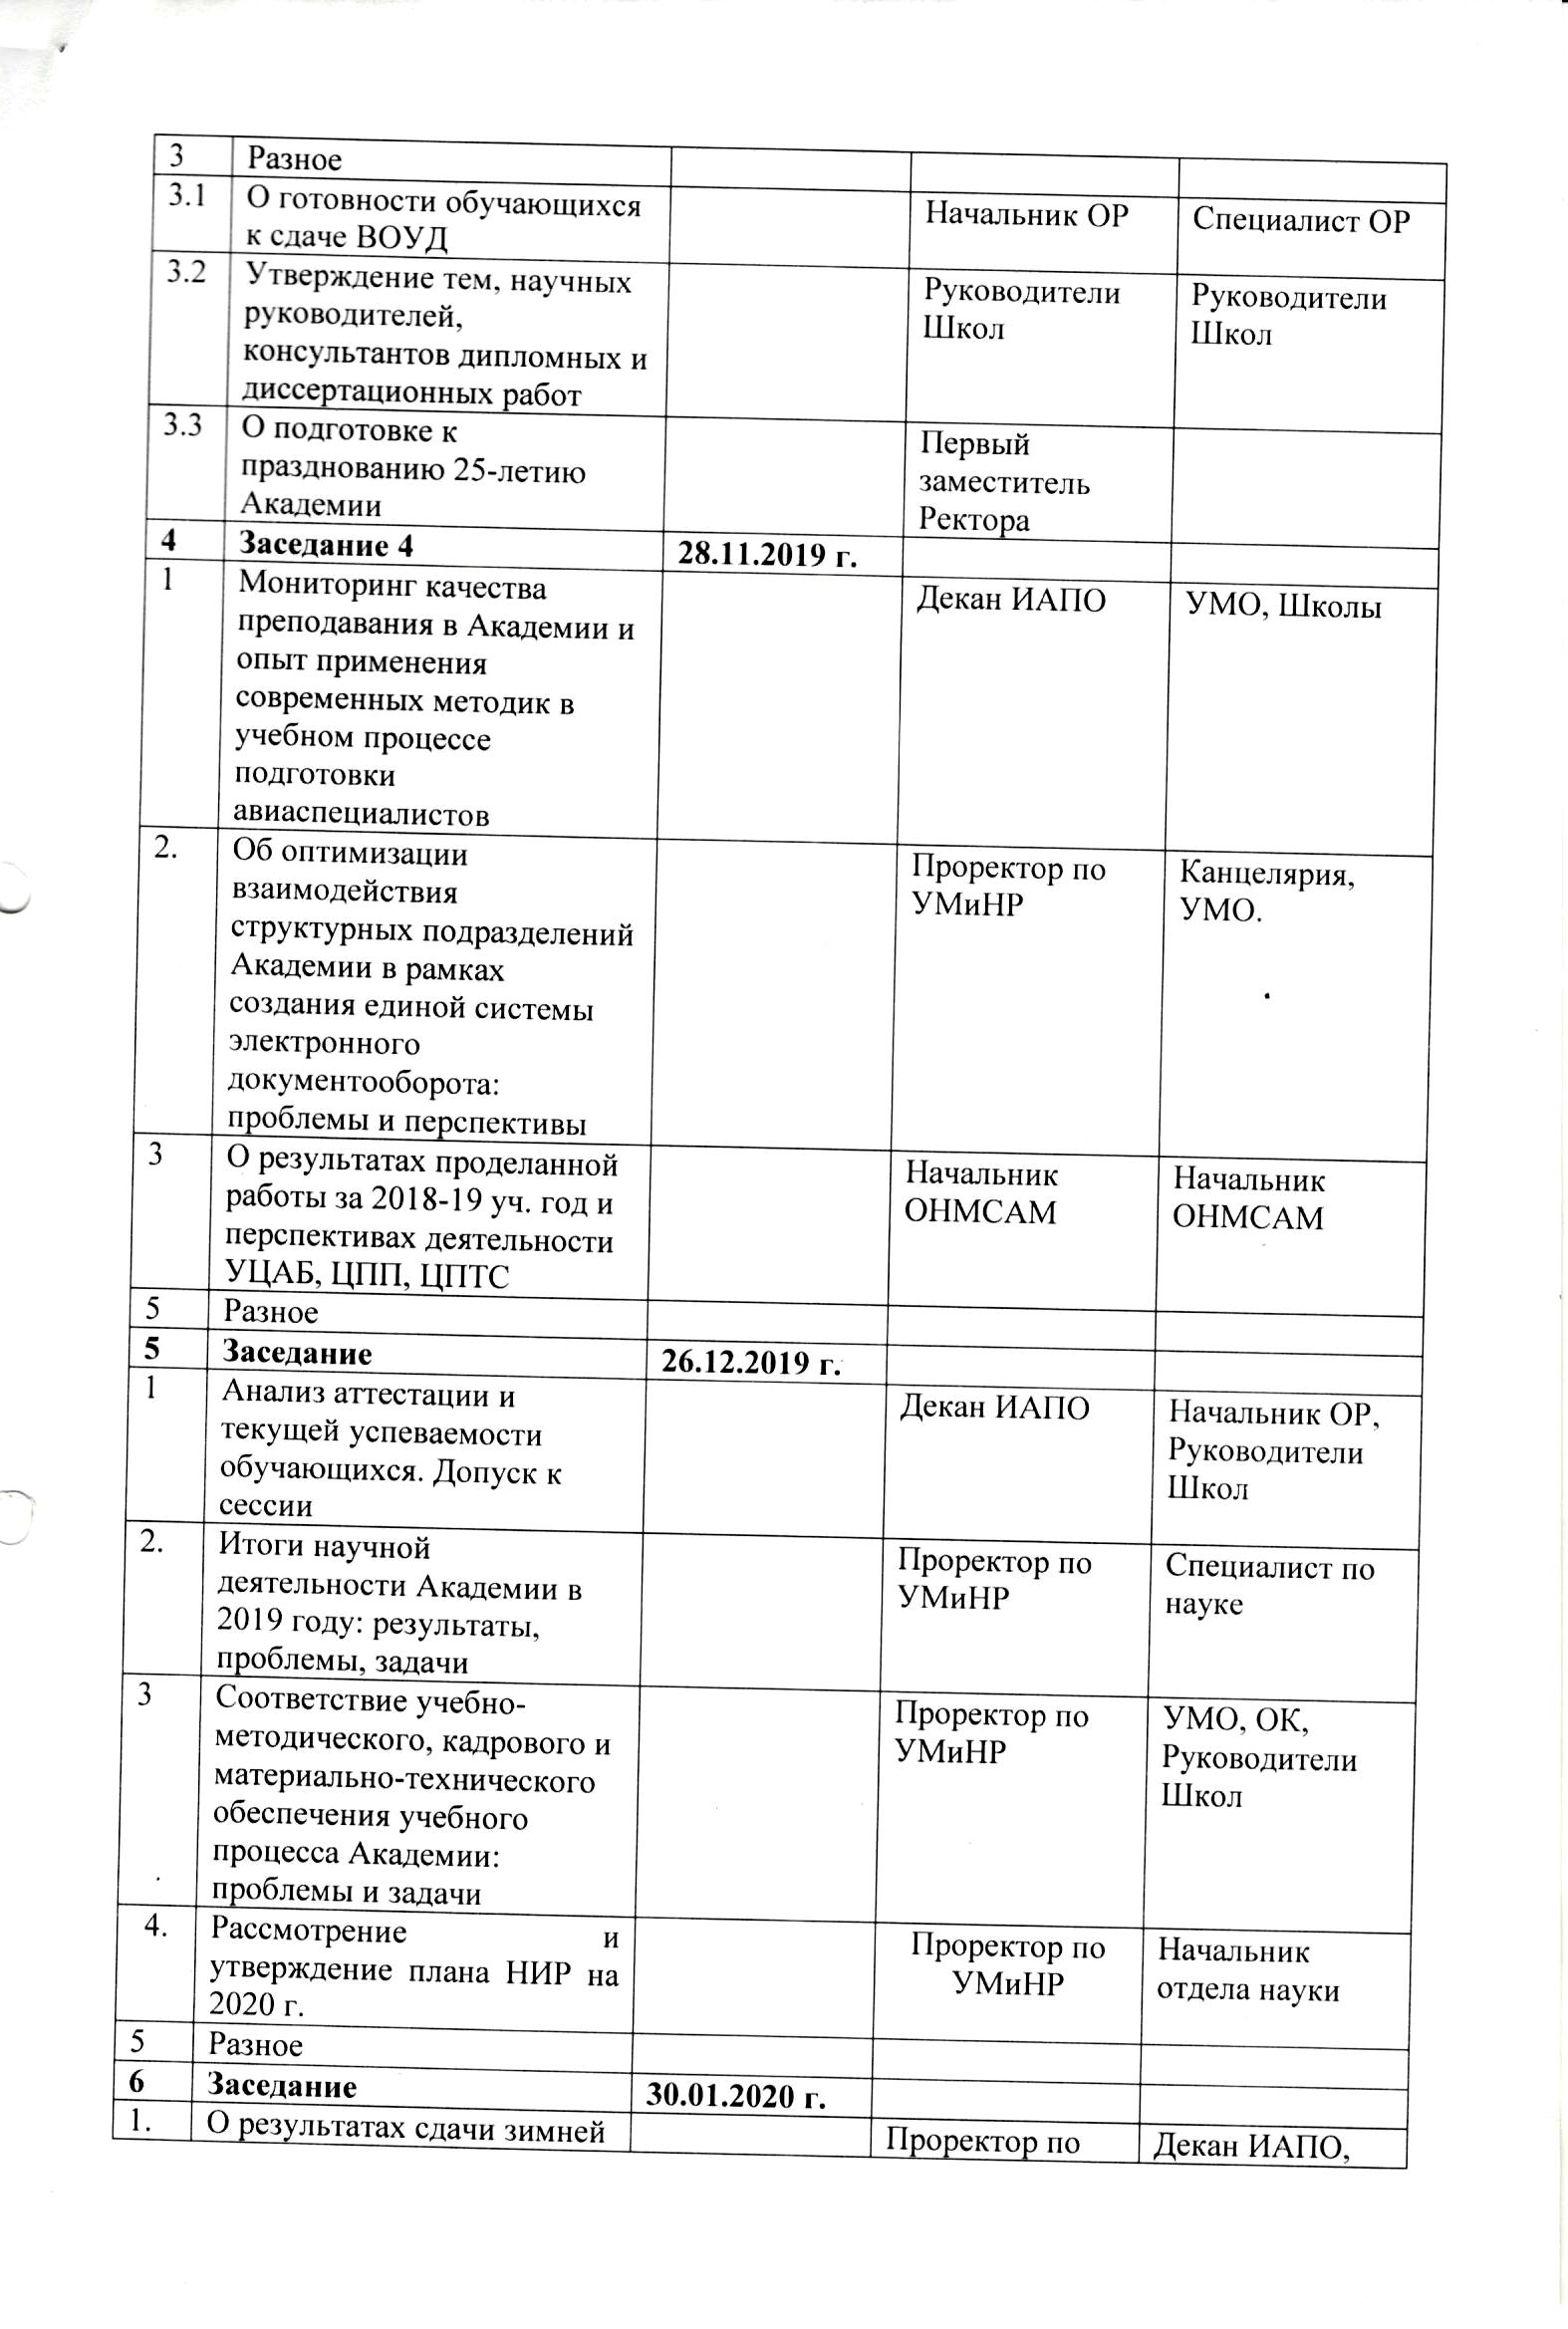 3 Разное
3.1 О готовности обучающихся Начальник ОР Специалист ОР
к сдаче ВОУД
3.2 Утверждение тем, научных Руководители Руководители
руководителей, Школ Школ
консультантов дипломных и
диссертационных работ
3.3 О подготовке к Первый
празднованию 25-летию заместитель
Академии Ректора
4 Заседание 4 28.11.2019 г.
1 Мониторинг качества Декан ИАПО УМО, Школы
преподавания в Академии и
опыт применения
современных методик в
учебном процессе
подготовки
авиаспециалистов
2. Об оптимизации Проректор по Канцелярия,
взаимодействия УМиНР УМО.
структурных подразделений
Академии в рамках
создания единой системы
электронного
документооборота:
проблемы и перспективы
3 О результатах проделанной Начальник Начальник
работы за 2018-19 уч. год и ОНМСАМ ОНМСАМ
перспективах деятельности
УЦАБ, ЦПП, ЦПТС
5 Разное
5 Заседание 26.12.2019 г.
1 Анализ аттестации и Декан ИАПО Начальник ОР,
текущей успеваемости Руководители
обучающихся. Допуск к Школ
сессии
2. Итоги научной Проректор по Специалист по
деятельности Академии в УМиНР науке
2019 году: результаты,
проблемы, задачи
3 Соответствие учебно- Проректор по УМО, ОК,
методического, кадрового и УМиНР Руководители
материально-технического Школ
обеспечения учебного
процесса Академии:
проблемы и задачи
4. Рассмотрение и Проректор по Начальник
утверждение плана НИР на УМиНР отдела науки
2020 г.
5 Разное
6 Заседание 30.01.2020 г.
1. О результатах сдачи зимней Проректор по Декан ИАПО,